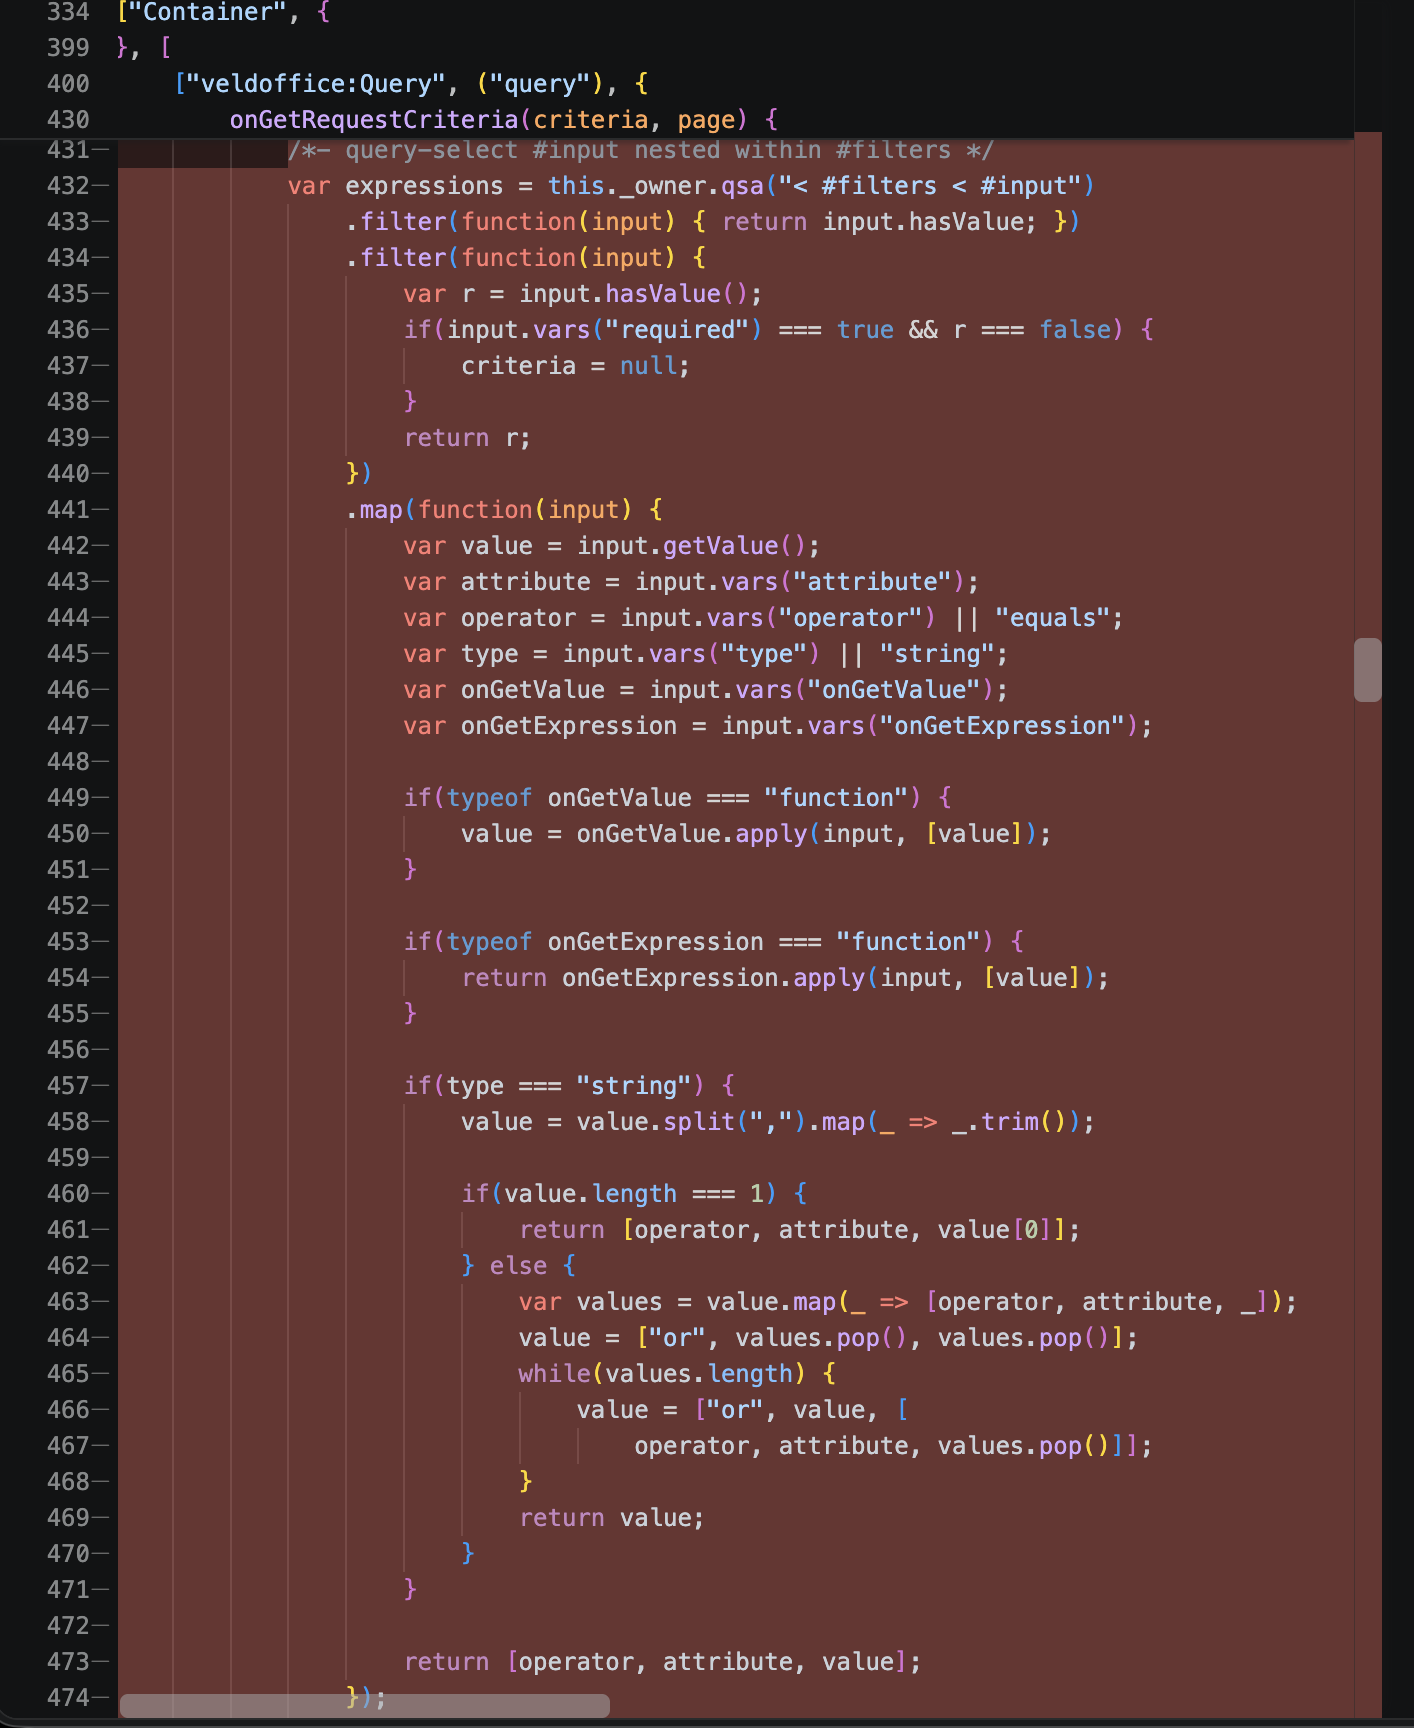 334 ["Container", {
399 }, [
400     ["veldoffice:Query", ("query"), {
430         onGetRequestCriteria(criteria, page) {
431—             /*- query-select #input nested within #filters */
432—             var expressions = this._owner.qsa("< #filters < #input")
433—                 .filter(function(input) { return input.hasValue; })
434—                 .filter(function(input) {
435—                     var r = input.hasValue();
436—                     if(input.vars("required") === true && r === false) {
437—                         criteria = null;
438—                     }
439—                     return r;
440—                 })
441—                 .map(function(input) {
442—                     var value = input.getValue();
443—                     var attribute = input.vars("attribute");
444—                     var operator = input.vars("operator") || "equals";
445—                     var type = input.vars("type") || "string";
446—                     var onGetValue = input.vars("onGetValue");
447—                     var onGetExpression = input.vars("onGetExpression");
448—
449—                     if(typeof onGetValue === "function") {
450—                         value = onGetValue.apply(input, [value]);
451—                     }
452—
453—                     if(typeof onGetExpression === "function") {
454—                         return onGetExpression.apply(input, [value]);
455—                     }
456—
457—                     if(type === "string") {
458—                         value = value.split(",").map(_ => _.trim());
459—
460—                         if(value.length === 1) {
461—                             return [operator, attribute, value[0]];
462—                         } else {
463—                             var values = value.map(_ => [operator, attribute, _]);
464—                             value = ["or", values.pop(), values.pop()];
465—                             while(values.length) {
466—                                 value = ["or", value, [
467—                                     operator, attribute, values.pop()]];
468—                             }
469—                             return value;
470—                         }
471—                     }
472—
473—                     return [operator, attribute, value];
474—                 });